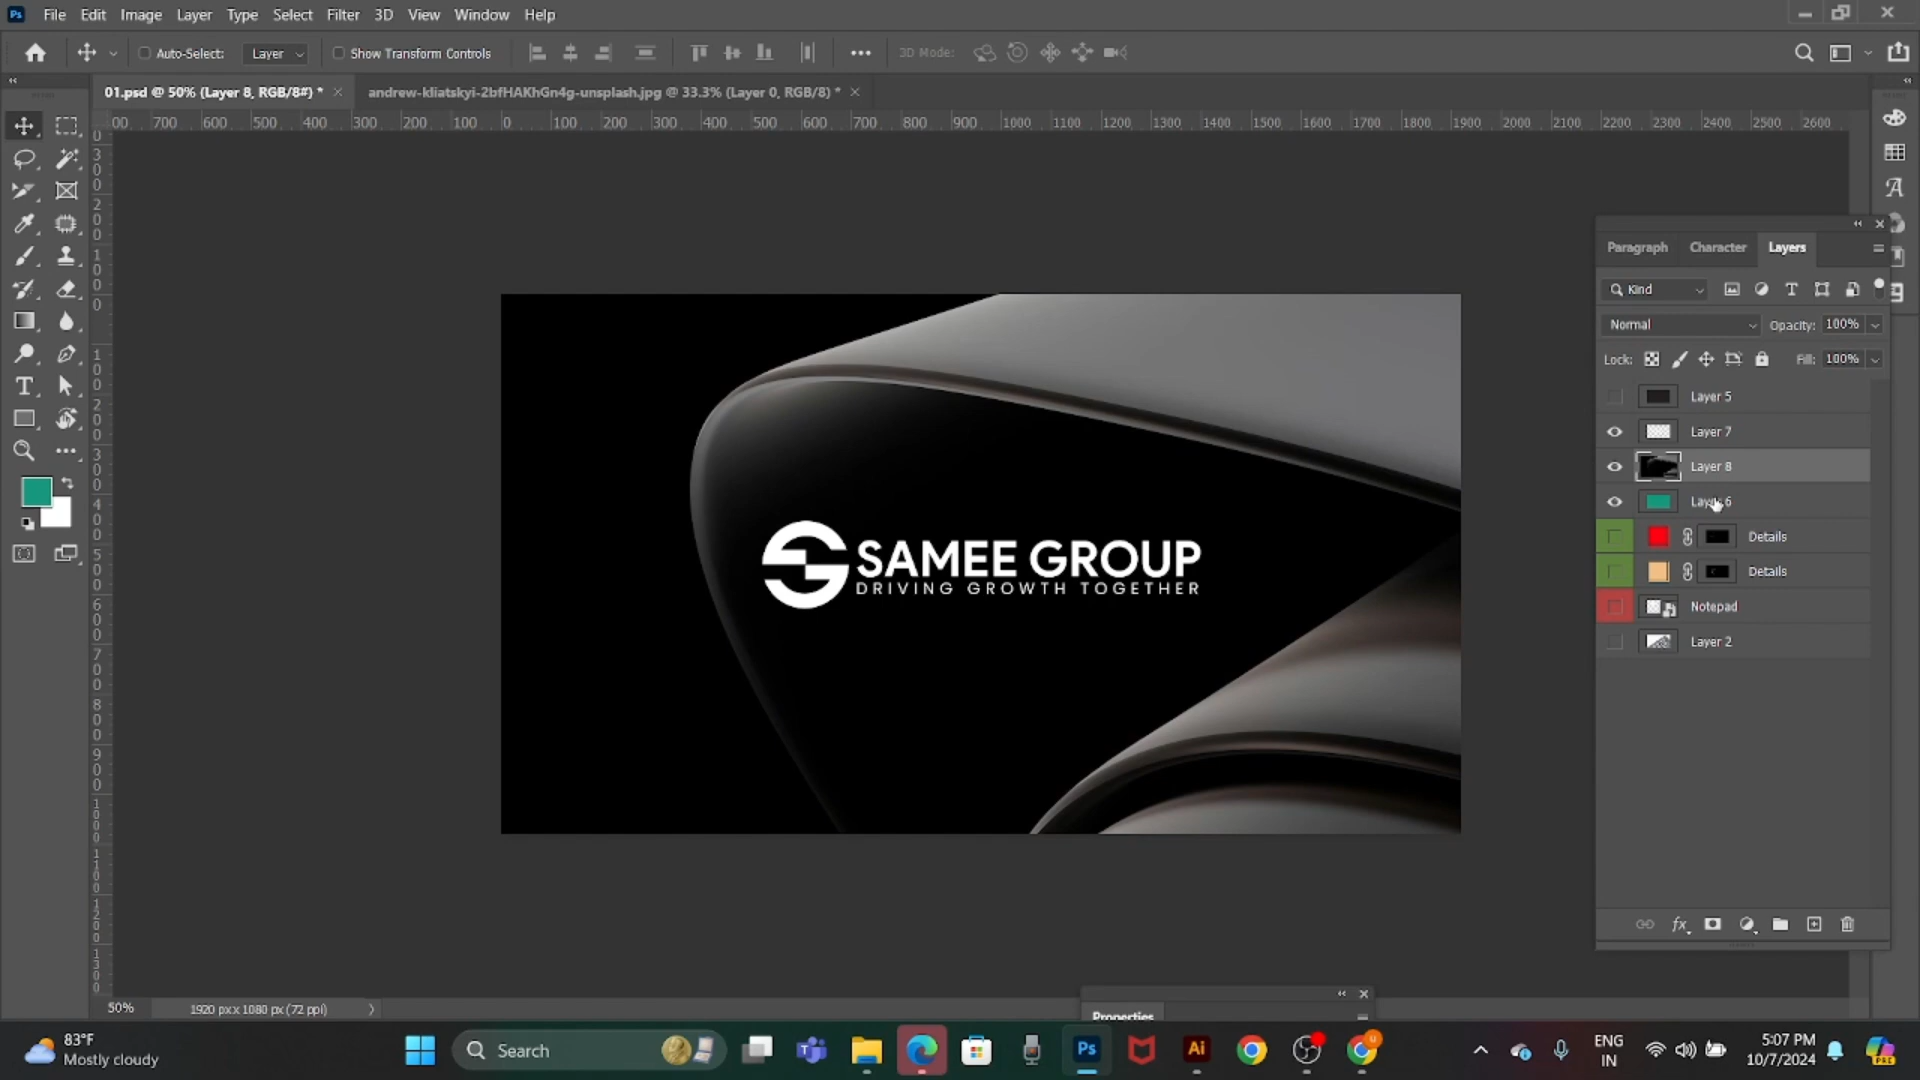 Ps File Edit Image Layer Type Select Filter 3D View Window Help
Auto-Select: Layer Show Transform Controls 3D Mode:
01.psd @ 50% (Layer 8, RGB/8#) * andrew-kliatskyi-2bfHAKhGn4g-unsplash.jpg @ 33.3% (Layer 0, RGB/8) *
00 700 600 500 400 300 200 100 0 100 200 300 400 500 600 700 800 900 1000 1100 1200 1300 1400 1500 1600 1700 1800 1900 2000 2100 2200 2300 2400 2500 2600
Paragraph Character Layers
Kind
Normal Opacity: 100%
Lock: Fill: 100%
Layer 5
Layer 7
Layer 8
Layer 6
Details
Details
Notepad
Layer 2
SAMEE GROUP
DRIVING GROWTH TOGETHER
50% 1920 px x 1080 px (72 ppi)
Properties
83°F
Mostly cloudy
Search
Ps
Ai
ENG
IN
5:07 PM
10/7/2024
PRE